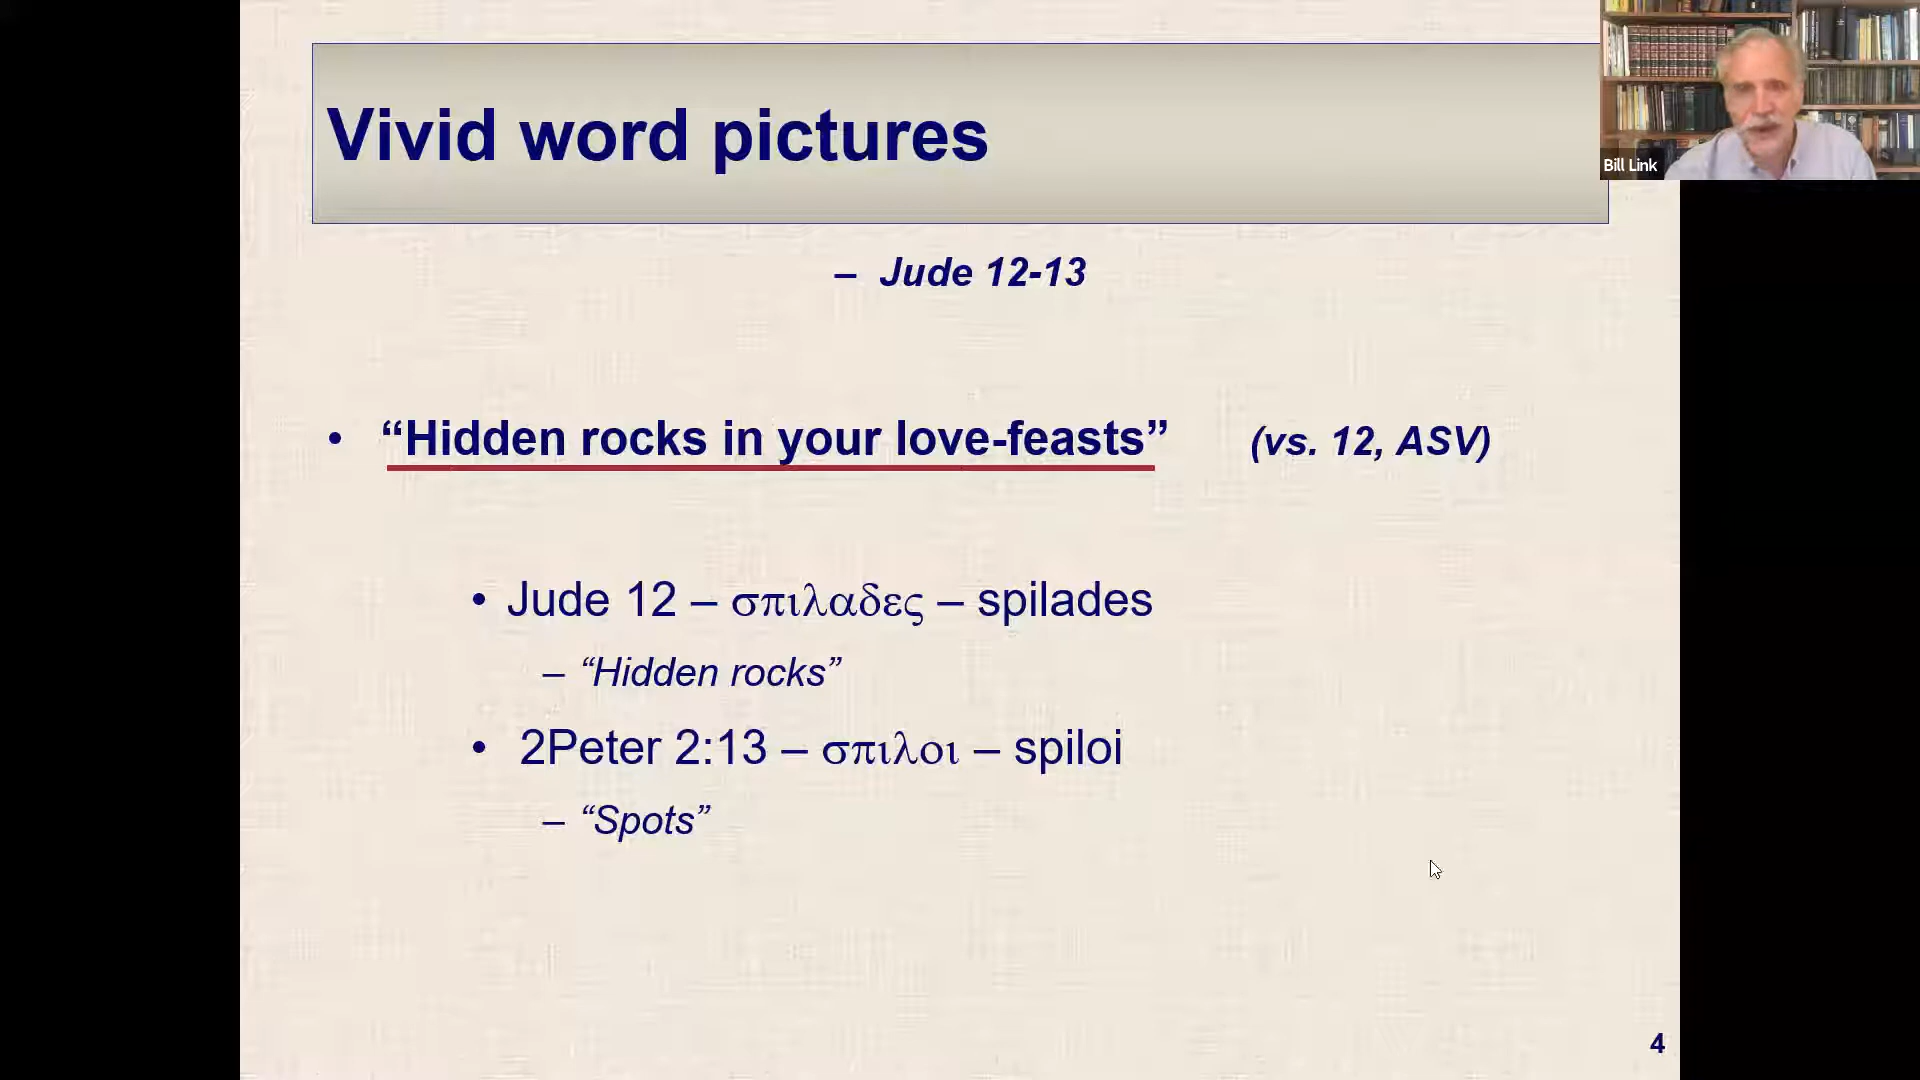 Vivid word pictures
Bill Link
– Jude 12-13
• “Hidden rocks in your love-feasts” (vs. 12, ASV)
• Jude 12 – σπιλαδες – spilades
– “Hidden rocks”
• 2Peter 2:13 – σπιλοι – spiloi
– “Spots”
4